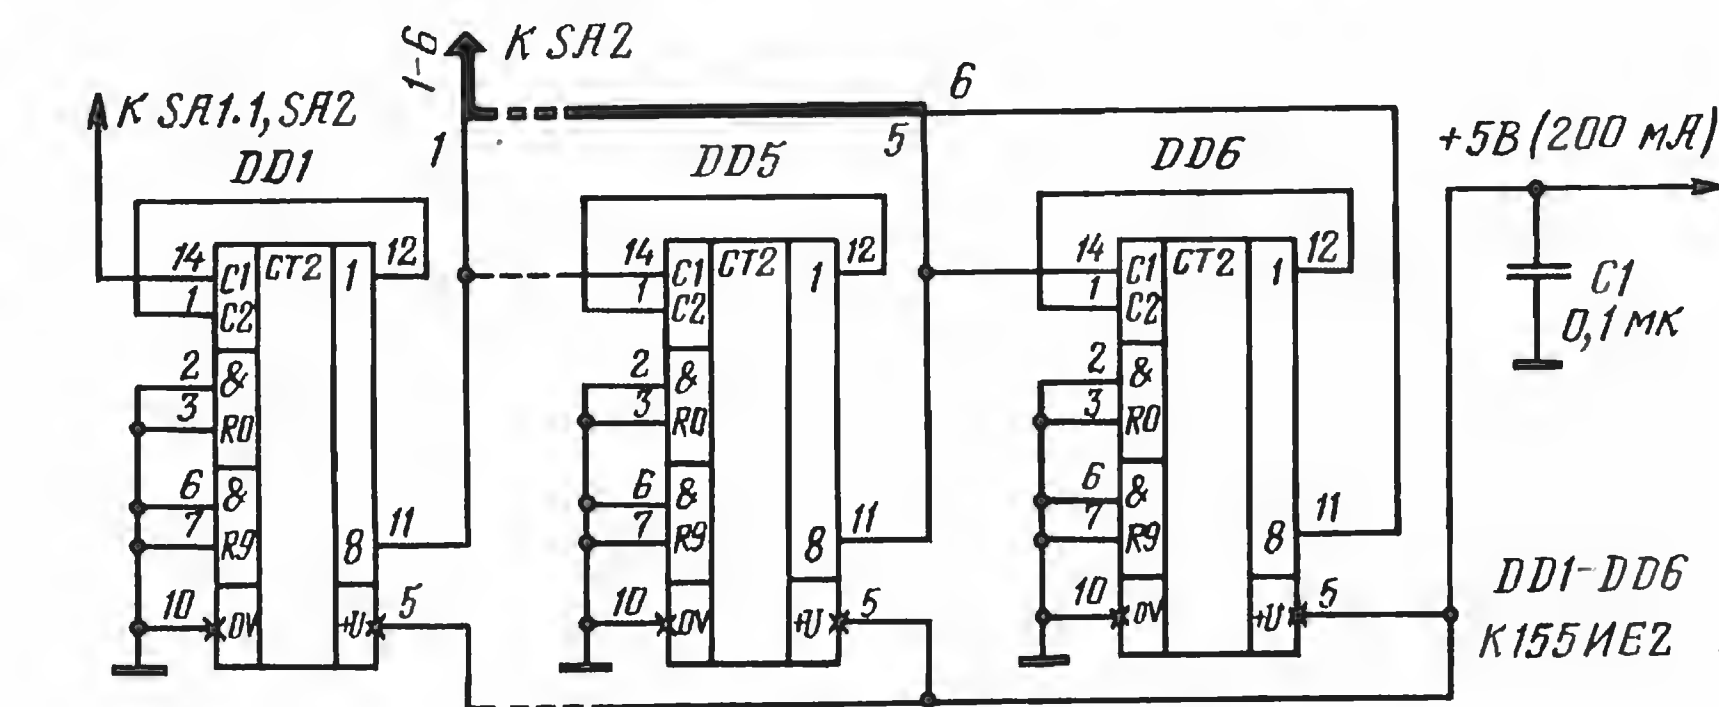 1-6
К SA2
К SA1.1, SA2
6
1
5
+5В (200 мА)
DD1
DD5
DD6
14 C1 CT2 1 12
1 C2
2 &
3 R0
6 &
7 R9
8 11
10 0V +U 5
14 C1 CT2 1 12
1 C2
2 &
3 R0
6 &
7 R9
8 11
10 0V +U 5
14 C1 CT2 1 12
1 C2
2 &
3 R0
6 &
7 R9
8 11
10 0V +U 5
C1
0,1 мк
DD1-DD6
К155ИЕ2